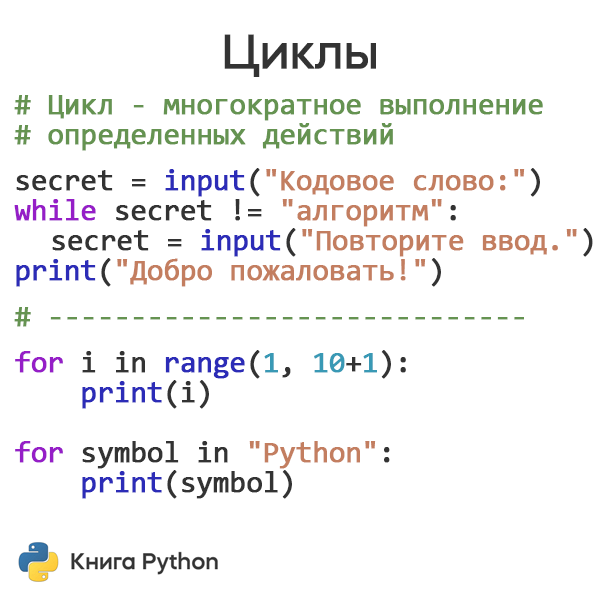 Циклы
# Цикл - многократное выполнение
# определенных действий
secret = input("Кодовое слово:")
while secret != "алгоритм":
  secret = input("Повторите ввод.")
print("Добро пожаловать!")
# -----------------------------
for i in range(1, 10+1):
    print(i)
for symbol in "Python":
    print(symbol)
Книга Python